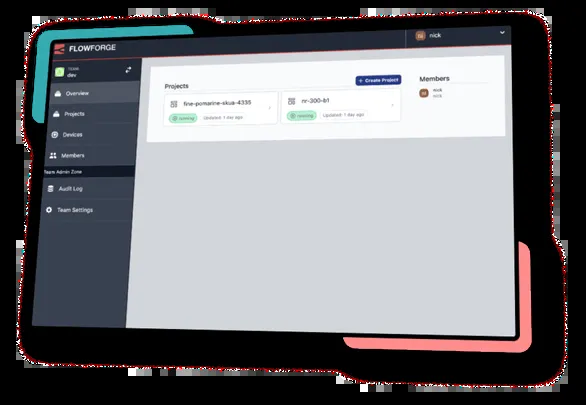 FLOWFORGE
nick
Team
dev
Overview
Projects
Devices
Members
Team Admin Zone
Audit Log
Team Settings
Projects
+ Create Project
fine-pcmarine-skua-4335
running
Updated: 1 day ago
nr-300-b1
running
Updated: 1 day ago
Members
nick
nick